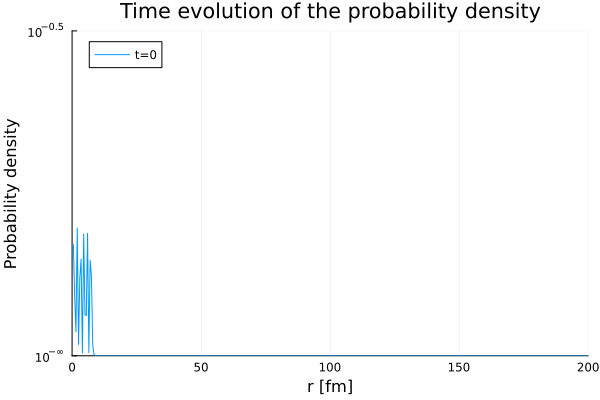 Time evolution of the probability density
10^−0.5
t=0
Probability density
10^−∞
0 50 100 150 200
r [fm]